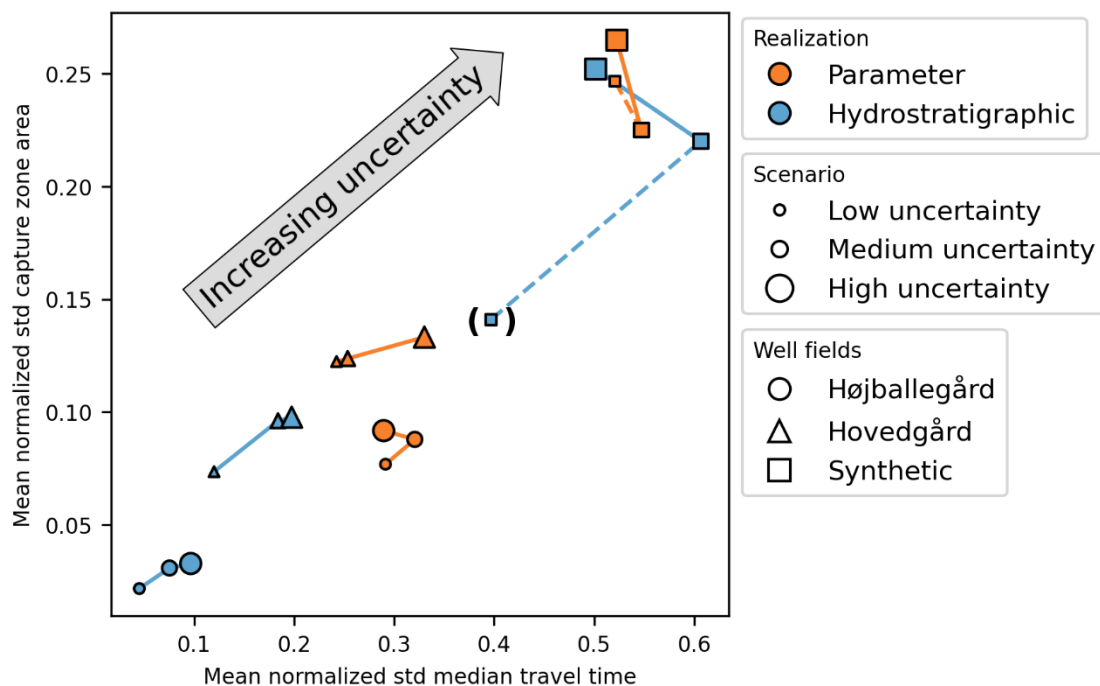 Increasing uncertainty
( )
Mean normalized std capture zone area
0.25
0.20
0.15
0.10
0.05
0.1 0.2 0.3 0.4 0.5 0.6
Mean normalized std median travel time
Realization
Parameter
Hydrostratigraphic
Scenario
Low uncertainty
Medium uncertainty
High uncertainty
Well fields
Højballegård
Hovedgård
Synthetic